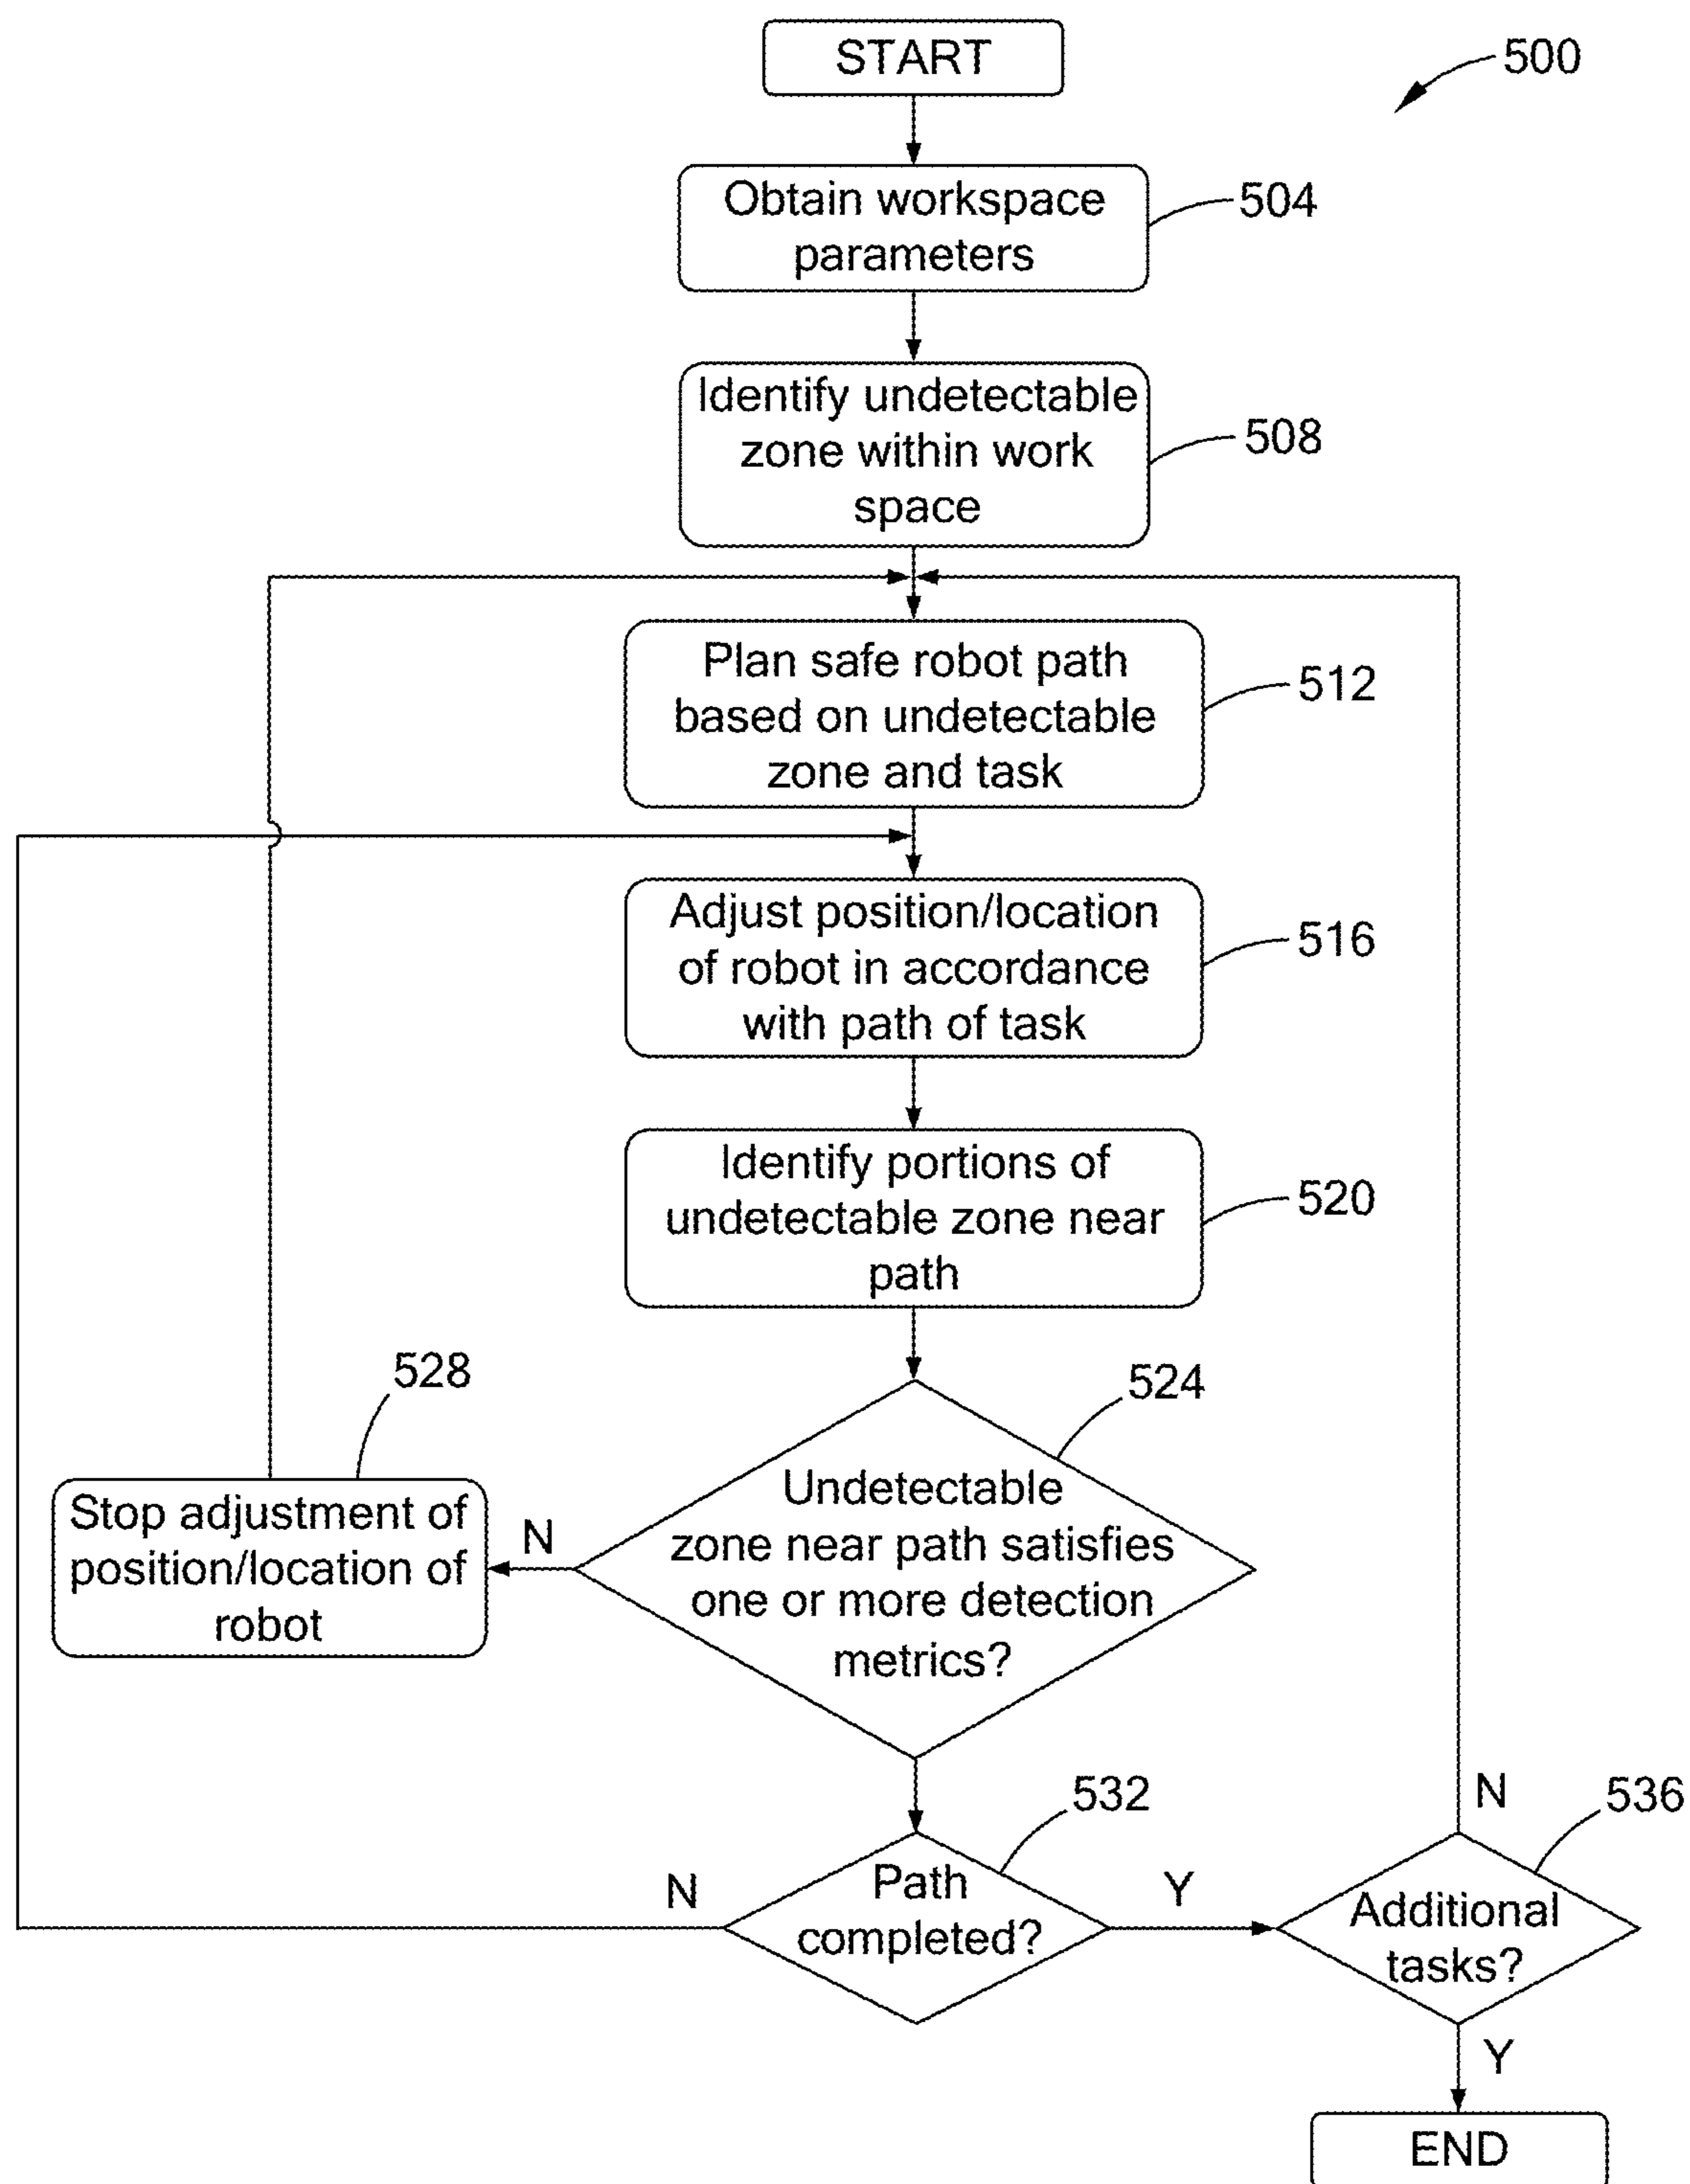 START
500
Obtain workspace
parameters
504
Identify undetectable
zone within work
space
508
Plan safe robot path
based on undetectable
zone and task
512
Adjust position/location
of robot in accordance
with path of task
516
Identify portions of
undetectable zone near
path
520
528
524
Stop adjustment of
position/location of
robot
N
Undetectable
zone near path satisfies
one or more detection
metrics?
532
N
536
N
Path
completed?
Y
Additional
tasks?
Y
END